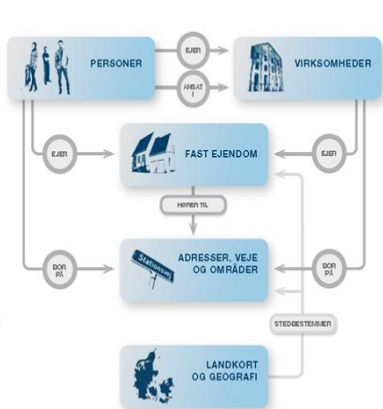 EJER
PERSONER
VIRKSOMHEDER
ANSAT
I
EJER
FAST EJENDOM
EJER
HØRER TIL
Stationsvej
ADRESSER, VEJE
OG OMRÅDER
BOR
PÅ
BOR
PÅ
STEDBESTEMMER
LANDKORT
OG GEOGRAFI